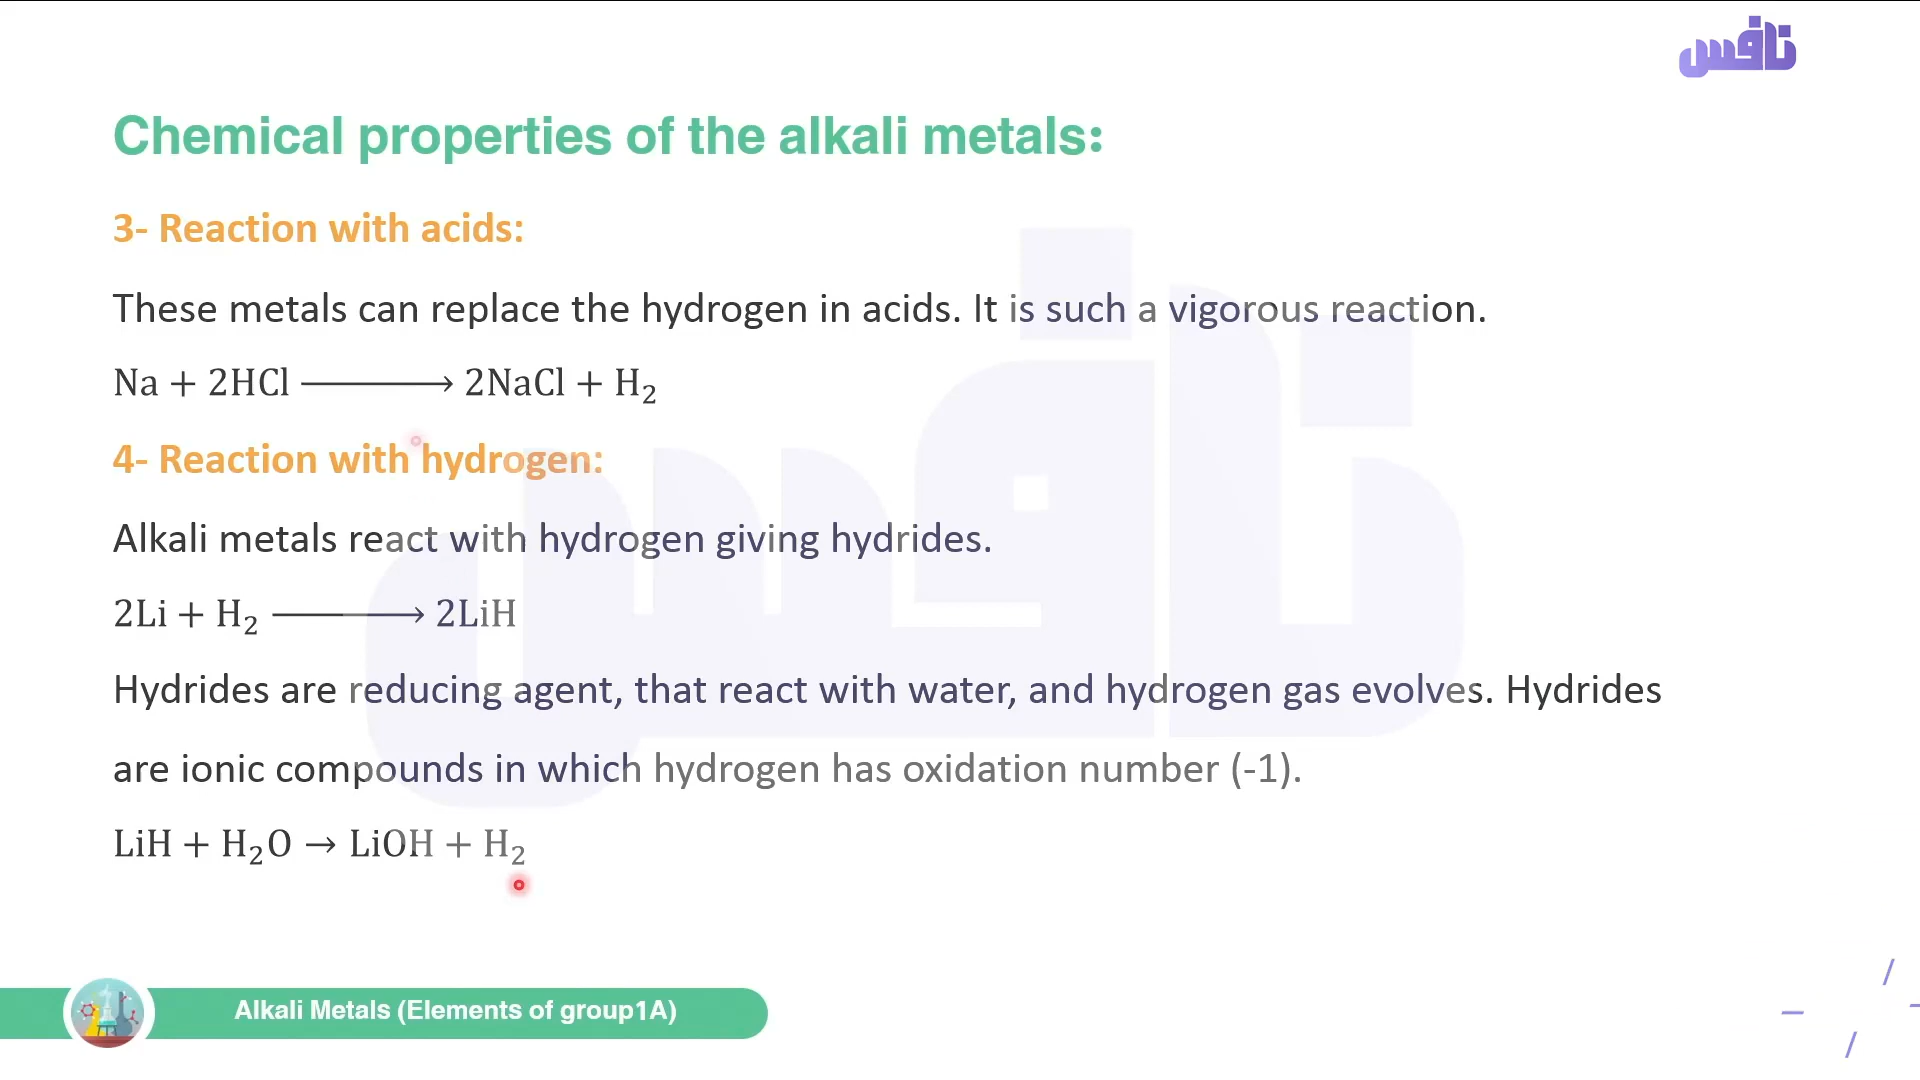 نافس
Chemical properties of the alkali metals:
3- Reaction with acids:
These metals can replace the hydrogen in acids. It is such a vigorous reaction.
Na + 2HCl ⟶ 2NaCl + H₂
4- Reaction with hydrogen:
Alkali metals react with hydrogen giving hydrides.
2Li + H₂ ⟶ 2LiH
Hydrides are reducing agent, that react with water, and hydrogen gas evolves. Hydrides
are ionic compounds in which hydrogen has oxidation number (-1).
LiH + H₂O → LiOH + H₂
Alkali Metals (Elements of group1A)